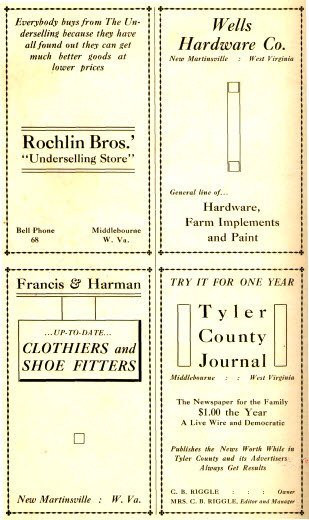 Everybody buys from The Un-
derselling because they have
all found out they can get
much better goods at
lower prices
Rochlin Bros.'
"Underselling Store"
Bell Phone
68
Middlebourne
W. Va.
Wells
Hardware Co.
New Martinsville : West Virginia
General line of...
Hardware,
Farm Implements
and Paint
Francis & Harman
...UP-TO-DATE...
CLOTHIERS and
SHOE FITTERS
New Martinsville : W. Va.
TRY IT FOR ONE YEAR
Tyler
County
Journal
Middlebourne : : West Virginia
The Newspaper for the Family
$1.00 the Year
A Live Wire and Democratic
Publishes the News Worth While in
Tyler County and its Advertisers
Always Get Results
C. B. RIGGLE : : : Owner
MRS. C. B. RIGGLE, Editor and Manager